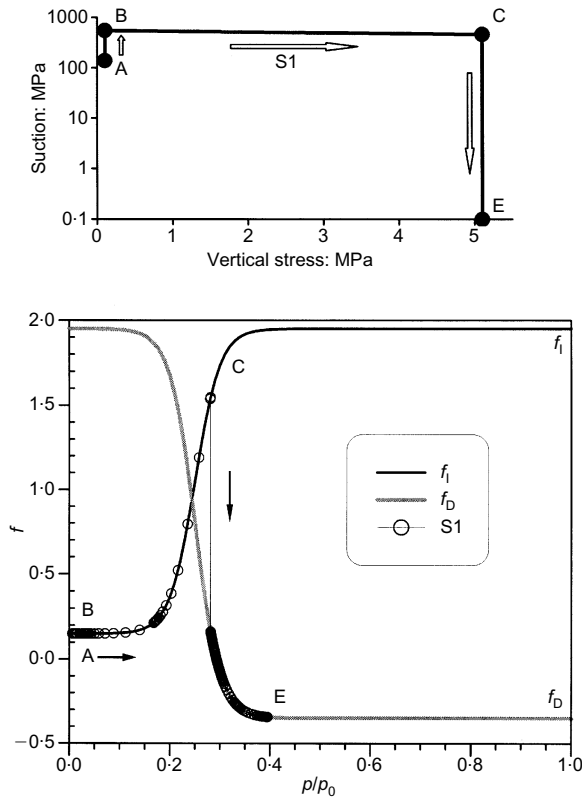 B
C
1000
100
10
1
0·1
A
S1
E
Suction: MPa
0
1
2
3
4
5
Vertical stress: MPa
2·0
1·5
1·0
0·5
0·0
−0·5
f
C
fI
fI
fD
S1
B
A
E
fD
0·0
0·2
0·4
0·6
0·8
1·0
p/p0